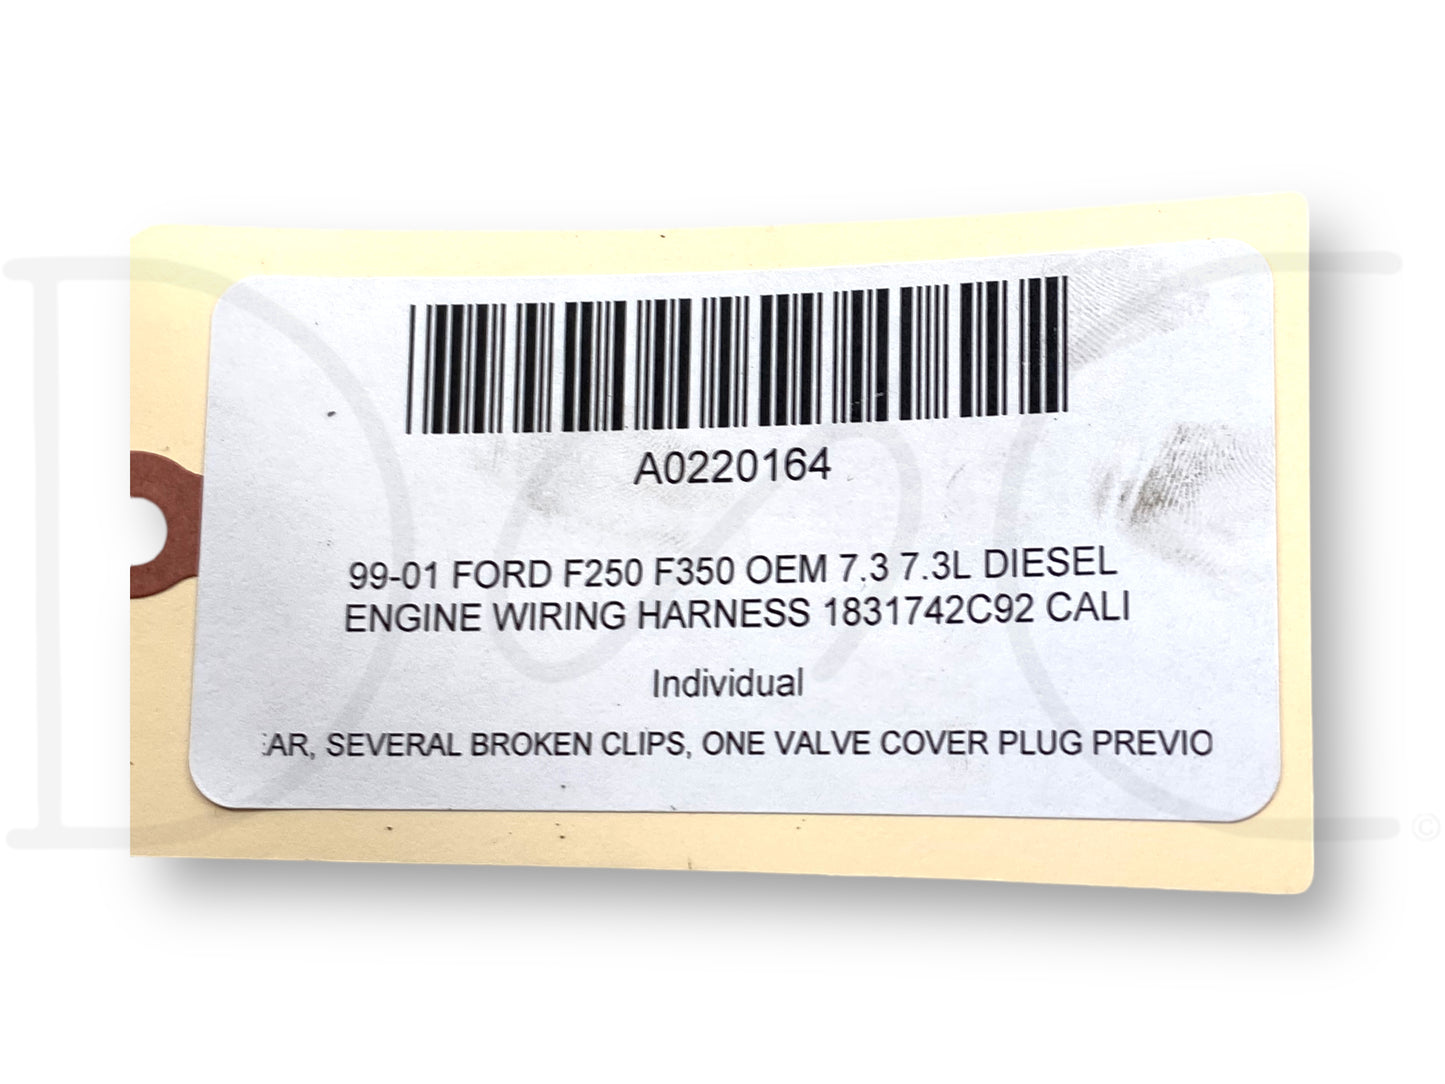 A0220164
99-01 FORD F250 F350 OEM 7.3 7.3L DIESEL
ENGINE WIRING HARNESS 1831742C92 CALI
Individual
AR, SEVERAL BROKEN CLIPS, ONE VALVE COVER PLUG PREVIO
©